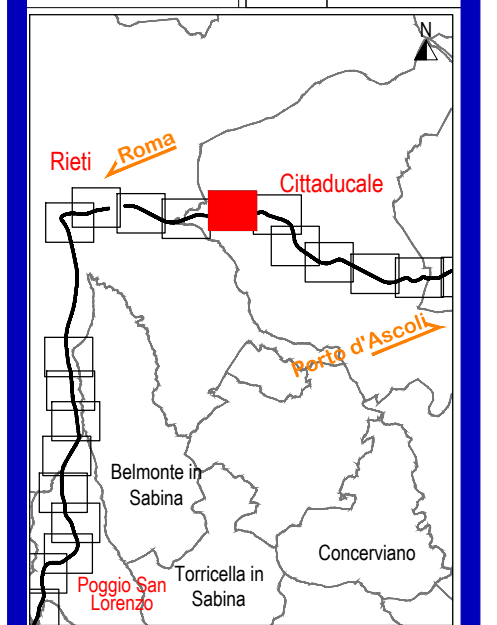 N
Roma
Rieti
Cittaducale
Porto d'Ascoli
Belmonte in
Sabina
Concerviano
Poggio San
Lorenzo
Torricella in
Sabina